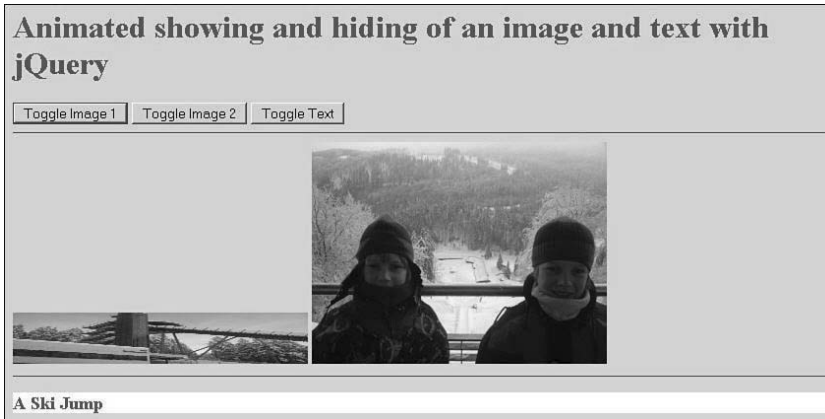 Animated showing and hiding of an image and text with
jQuery
Toggle Image 1 Toggle Image 2 Toggle Text
A Ski Jump